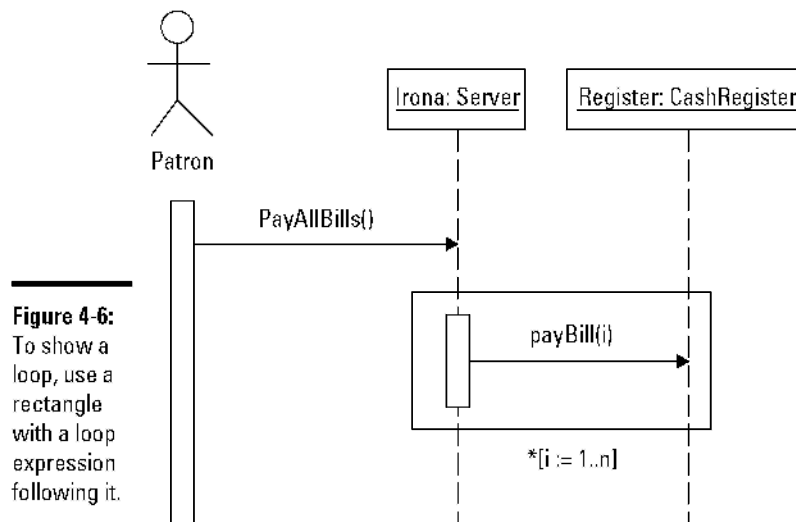 Irona: Server
Register: CashRegister
Patron
PayAllBills()
payBill(i)
*[i := 1..n]
Figure 4-6:
To show a
loop, use a
rectangle
with a loop
expression
following it.